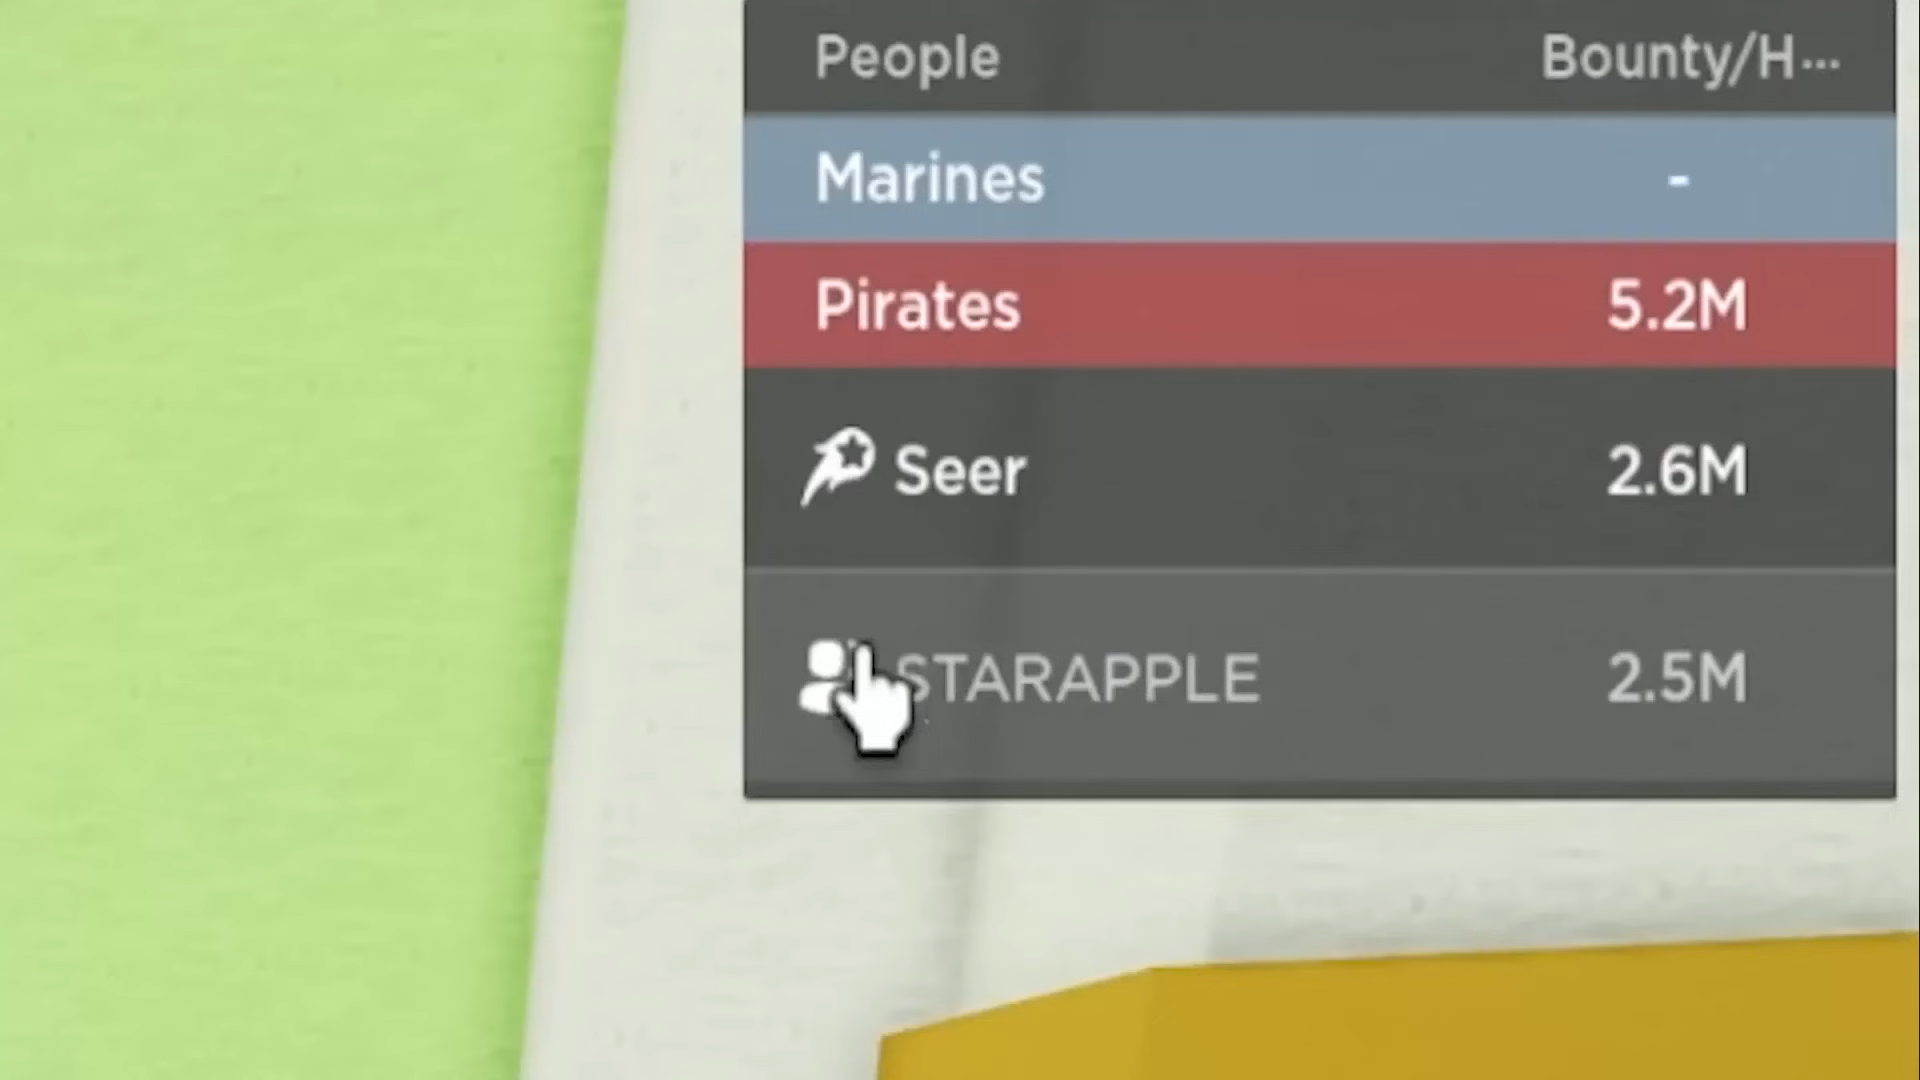 People Bounty/H...
Marines -
Pirates 5.2M
Seer 2.6M
STARAPPLE 2.5M